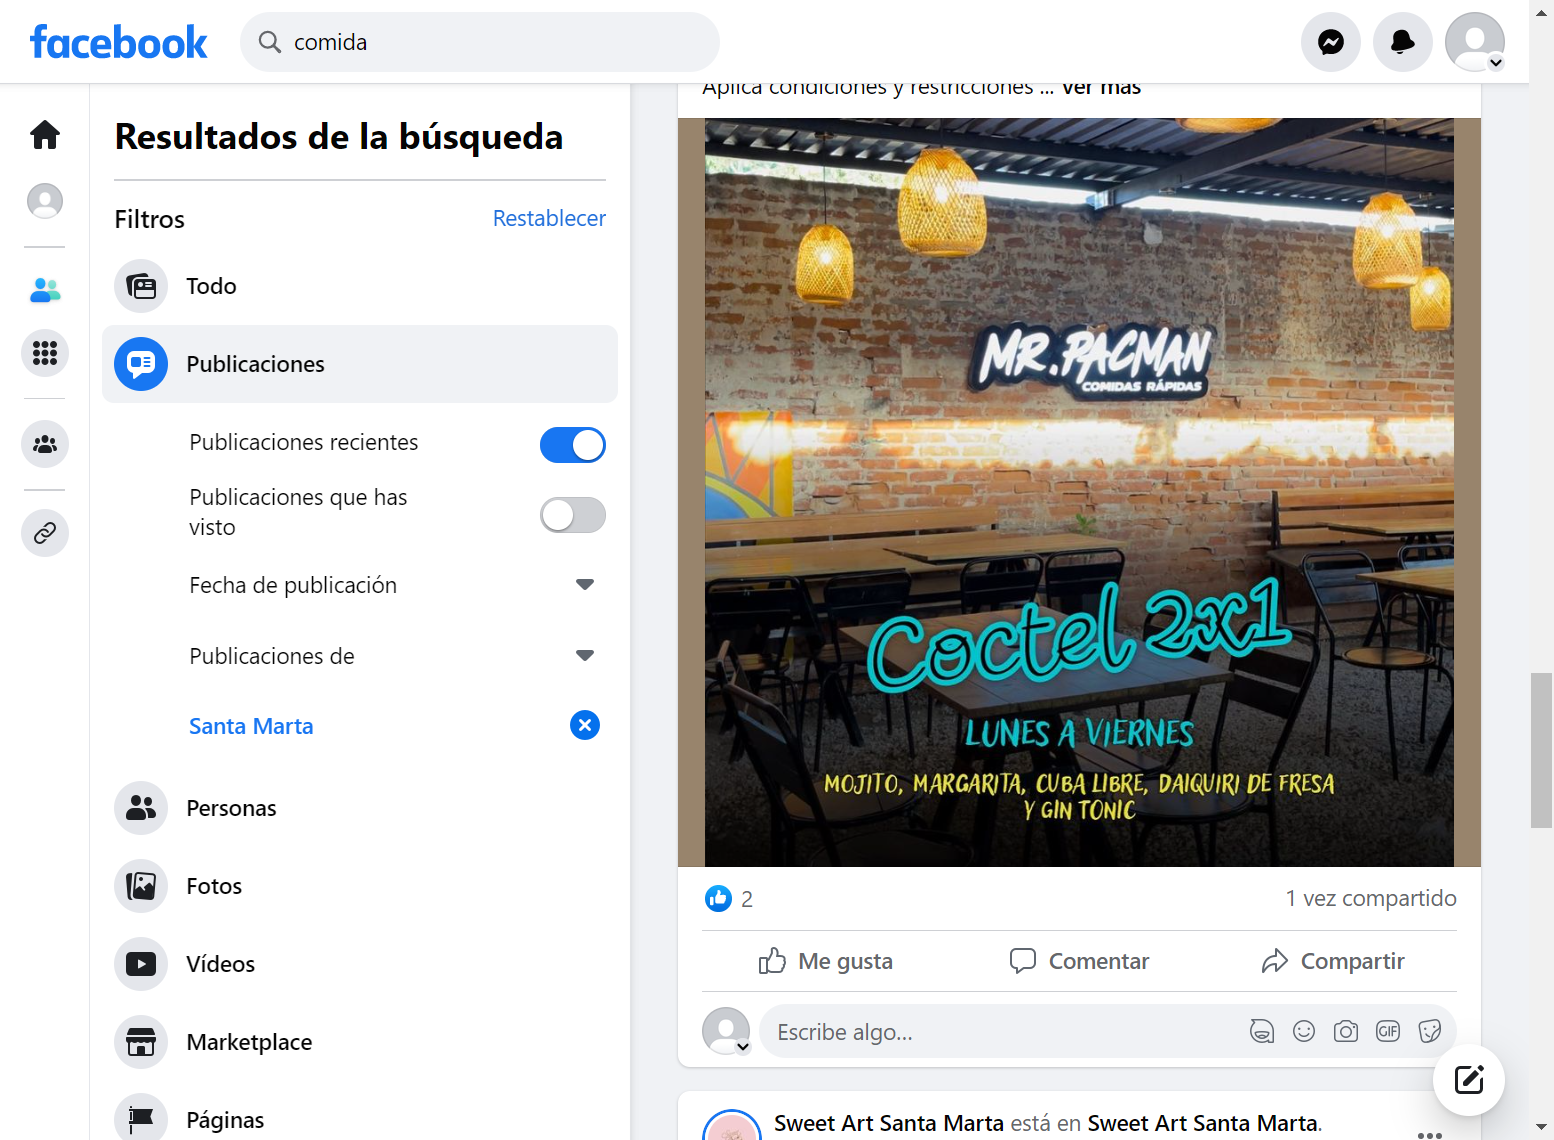 facebook
comida
Resultados de la búsqueda
Filtros
Restablecer
Todo
Publicaciones
Publicaciones recientes
Publicaciones que has
visto
Fecha de publicación
Publicaciones de
Santa Marta
Personas
Fotos
Vídeos
Marketplace
Páginas
Aplica condiciones y restricciones ... Ver más
MR. PACMAN
COMIDAS RÁPIDAS
Coctel 2x1
LUNES A VIERNES
MOJITO, MARGARITA, CUBA LIBRE, DAIQUIRI DE FRESA
Y GIN TONIC
2
1 vez compartido
Me gusta
Comentar
Compartir
Escribe algo...
GIF
Sweet Art Santa Marta está en Sweet Art Santa Marta.